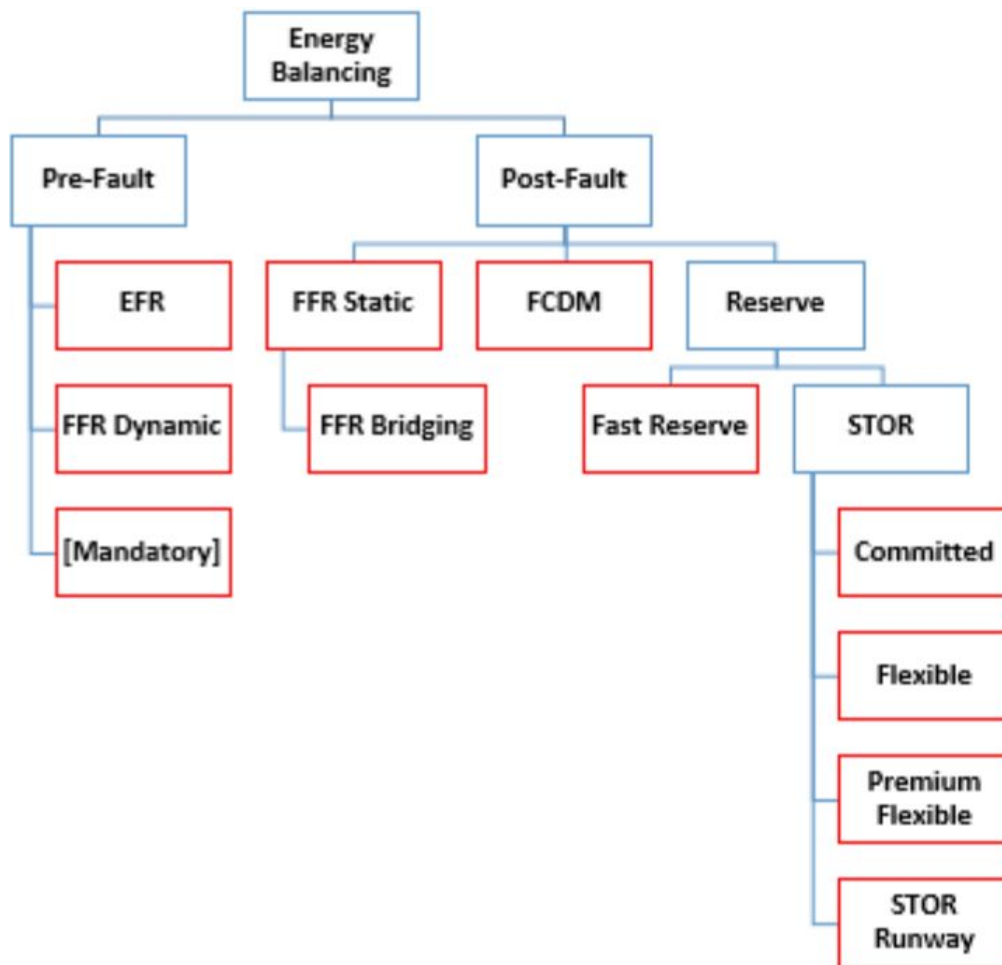 Energy
Balancing
Pre-Fault
Post-Fault
EFR
FFR Static
FCDM
Reserve
FFR Dynamic
FFR Bridging
Fast Reserve
STOR
[Mandatory]
Committed
Flexible
Premium
Flexible
STOR
Runway